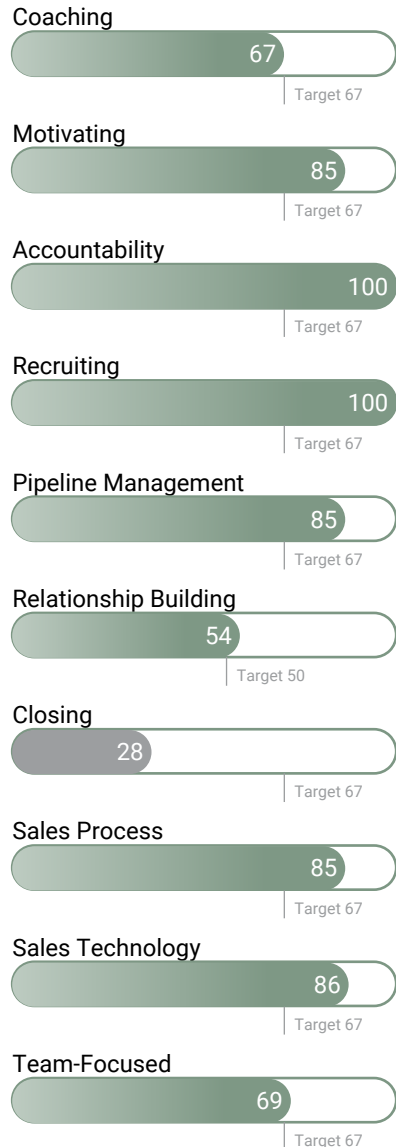 Coaching
67
Target 67
Motivating
85
Target 67
Accountability
100
Target 67
Recruiting
100
Target 67
Pipeline Management
85
Target 67
Relationship Building
54
Target 50
Closing
28
Target 67
Sales Process
85
Target 67
Sales Technology
86
Target 67
Team-Focused
69
Target 67